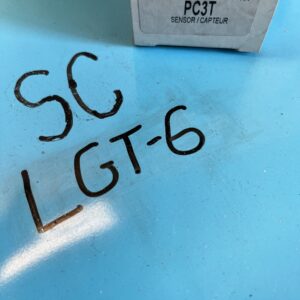 PC3T
SENSOR / CAPTEUR
SC
LGT-6